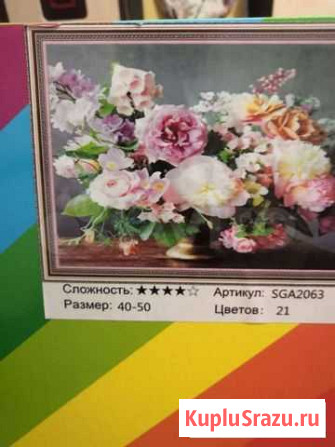 Сложность: ★★★★☆ Артикул: SGA2063
Размер: 40-50 Цветов: 21
KupluSrazu.ru